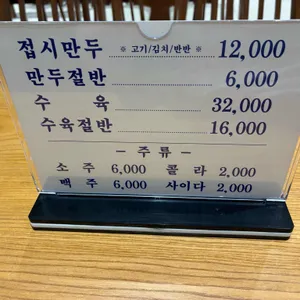 접시만두 ※ 고기/김치/반반 ※ 12,000
만두절반 6,000
수 육 32,000
수육절반 16,000
— 주 류 —
소 주 6,000 콜 라 2,000
맥 주 6,000 사이다 2,000